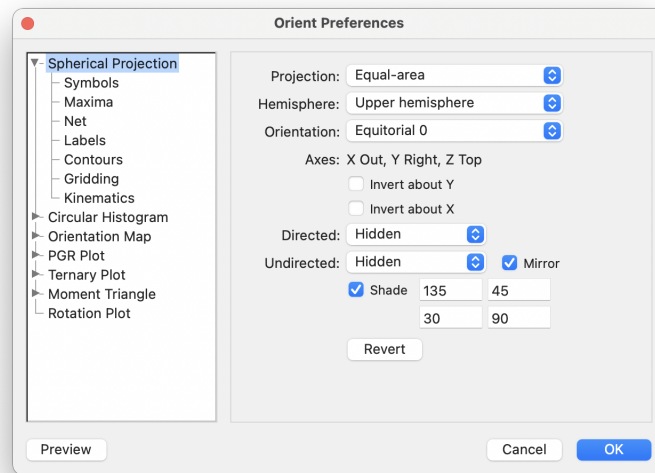 Orient Preferences
Spherical Projection
Symbols
Maxima
Net
Labels
Contours
Gridding
Kinematics
Circular Histogram
Orientation Map
PGR Plot
Ternary Plot
Moment Triangle
Rotation Plot
Projection: Equal-area
Hemisphere: Upper hemisphere
Orientation: Equitorial 0
Axes: X Out, Y Right, Z Top
Invert about Y
Invert about X
Directed: Hidden
Undirected: Hidden Mirror
Shade 135 45
30 90
Revert
Preview Cancel OK